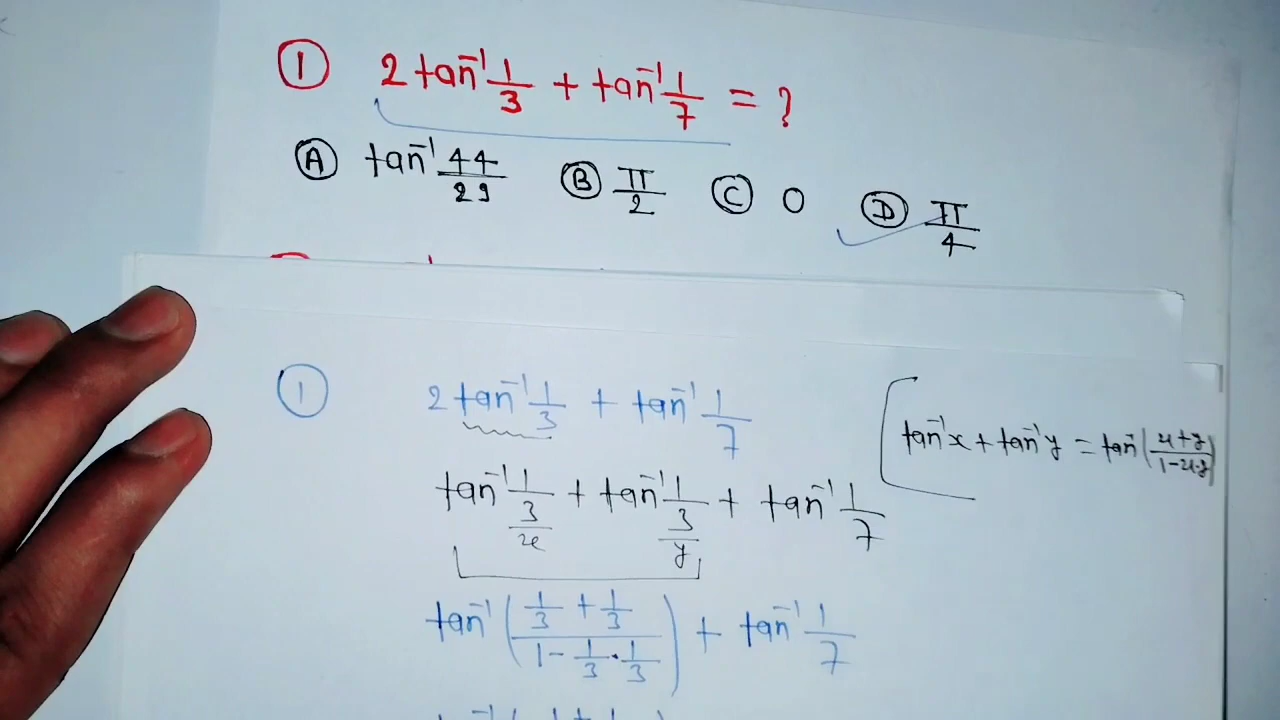 ① 2 tan⁻¹ 1/3 + tan⁻¹ 1/7 = ?
Ⓐ tan⁻¹ 44/29 Ⓑ π/2 Ⓒ 0 Ⓓ π/4
① 2 tan⁻¹ 1/3 + tan⁻¹ 1/7
[tan⁻¹x + tan⁻¹y = tan⁻¹(x+y/1-x.y)
tan⁻¹ 1/3 + tan⁻¹ 1/3 + tan⁻¹ 1/7
x y
tan⁻¹(1/3 + 1/3 / 1 - 1/3 · 1/3) + tan⁻¹ 1/7